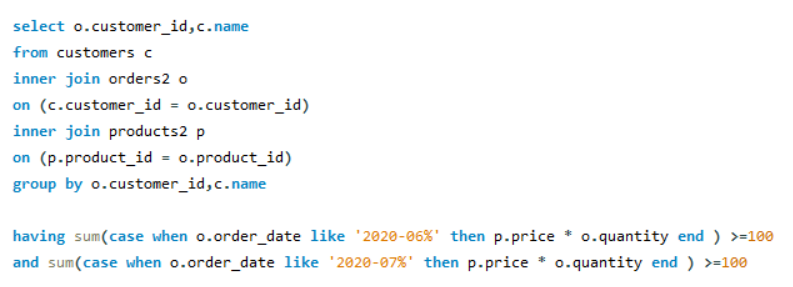 select o.customer_id,c.name
from customers c
inner join orders2 o
on (c.customer_id = o.customer_id)
inner join products2 p
on (p.product_id = o.product_id)
group by o.customer_id,c.name
having sum(case when o.order_date like '2020-06%' then p.price * o.quantity end ) >=100
and sum(case when o.order_date like '2020-07%' then p.price * o.quantity end ) >=100